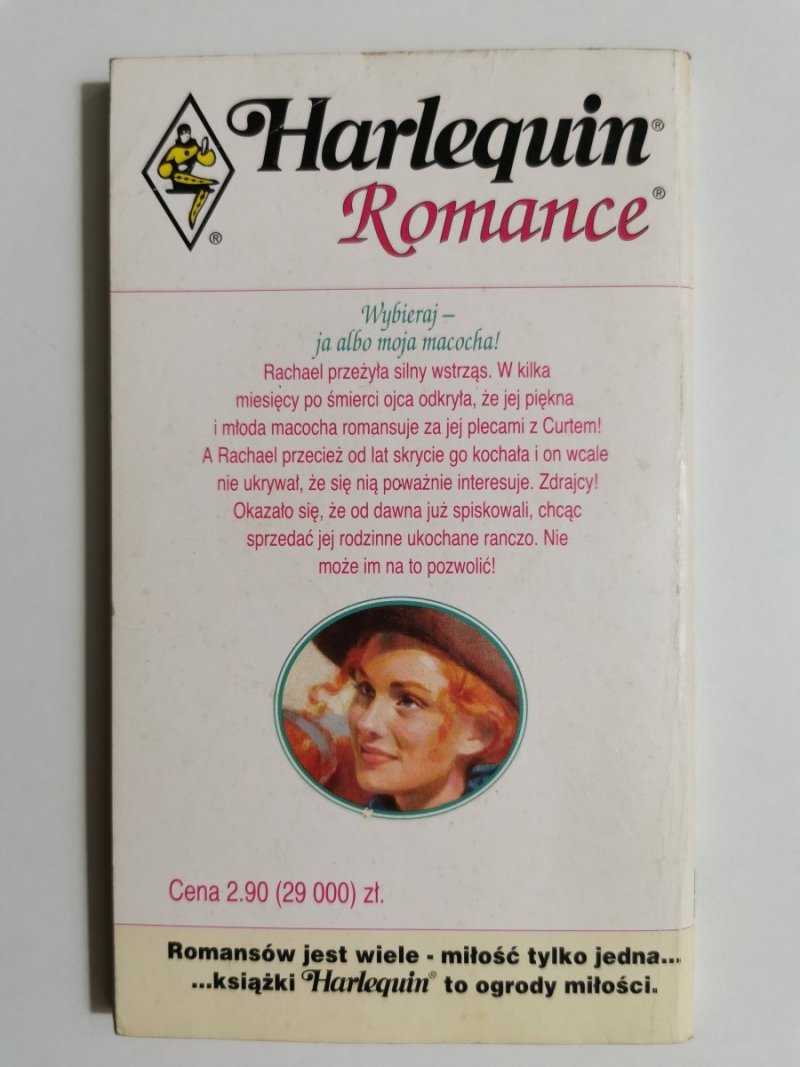 Harlequin®
Romance®
®
Wybieraj –
ja albo moja macocha!
Rachael przeżyła silny wstrząs. W kilka
miesięcy po śmierci ojca odkryła, że jej piękna
i młoda macocha romansuje za jej plecami z Curtem!
A Rachael przecież od lat skrycie go kochała i on wcale
nie ukrywał, że się nią poważnie interesuje. Zdrajcy!
Okazało się, że od dawna już spiskowali, chcąc
sprzedać jej rodzinne ukochane ranczo. Nie
może im na to pozwolić!
Cena 2.90 (29 000) zł.
Romansów jest wiele - miłość tylko jedna...
...książki Harlequin® to ogrody miłości.